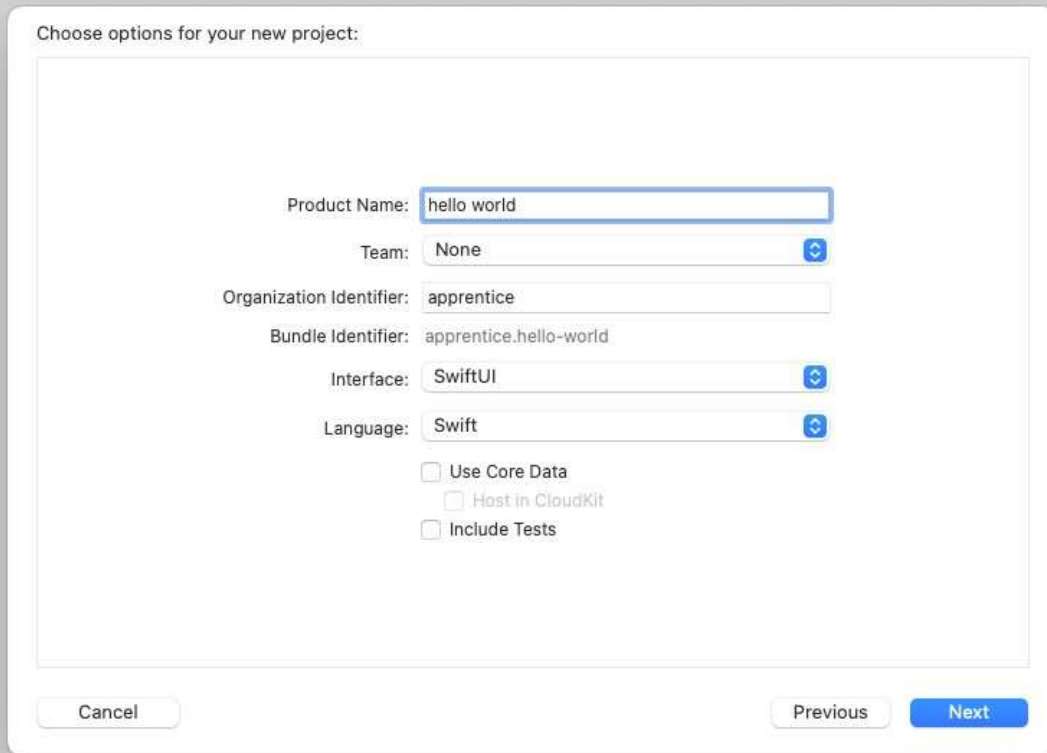 Choose options for your new project:
Product Name: hello world
Team: None
Organization Identifier: apprentice
Bundle Identifier: apprentice.hello-world
Interface: SwiftUI
Language: Swift
Use Core Data
Host in CloudKit
Include Tests
Cancel Previous Next